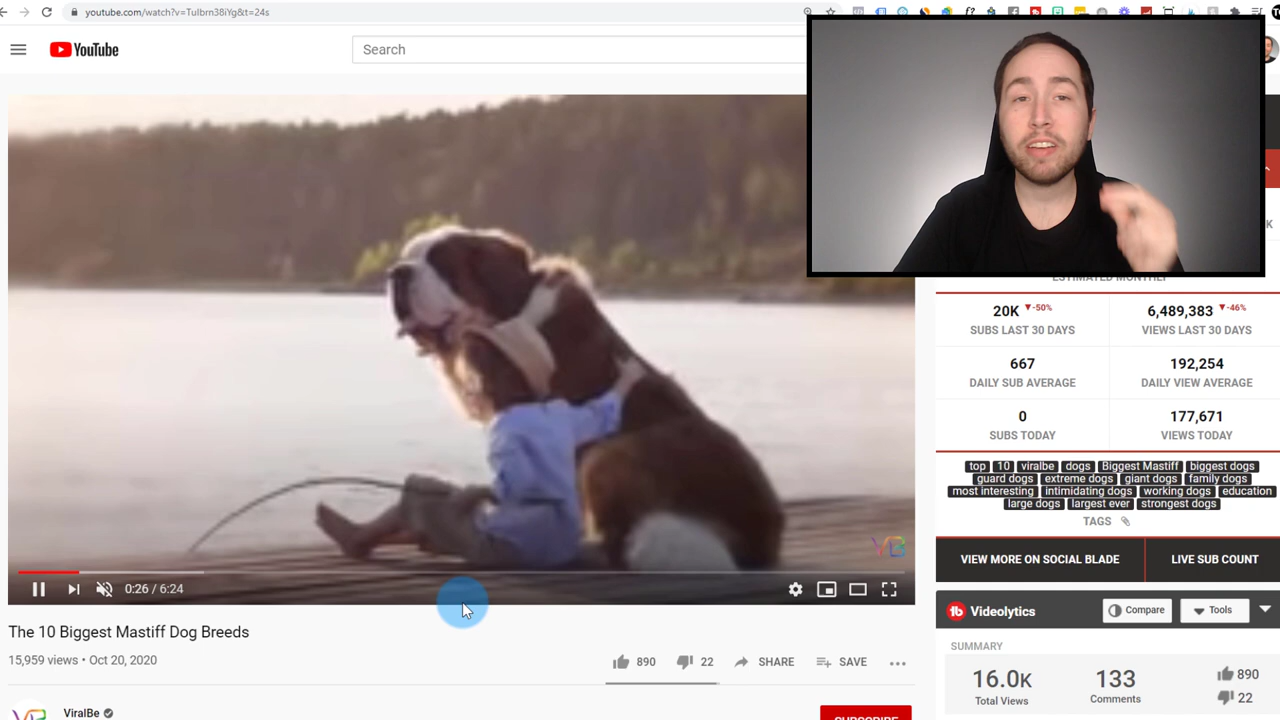 youtube.com/watch?v=Tulbrn38iYg&t=24s
YouTube
Search
YB
0:26 / 6:24
The 10 Biggest Mastiff Dog Breeds
15,959 views • Oct 20, 2020
890 22 SHARE SAVE
ViralBe
20K ▼-50%
SUBS LAST 30 DAYS
6,489,383 ▼-46%
VIEWS LAST 30 DAYS
667
DAILY SUB AVERAGE
192,254
DAILY VIEW AVERAGE
0
SUBS TODAY
177,671
VIEWS TODAY
top 10 viralbe dogs Biggest Mastiff biggest dogs
guard dogs extreme dogs giant dogs family dogs
most interesting intimidating dogs working dogs education
large dogs largest ever strongest dogs
TAGS
VIEW MORE ON SOCIAL BLADE
LIVE SUB COUNT
tb Videolytics Compare Tools
SUMMARY
16.0K
Total Views
133
Comments
890
22